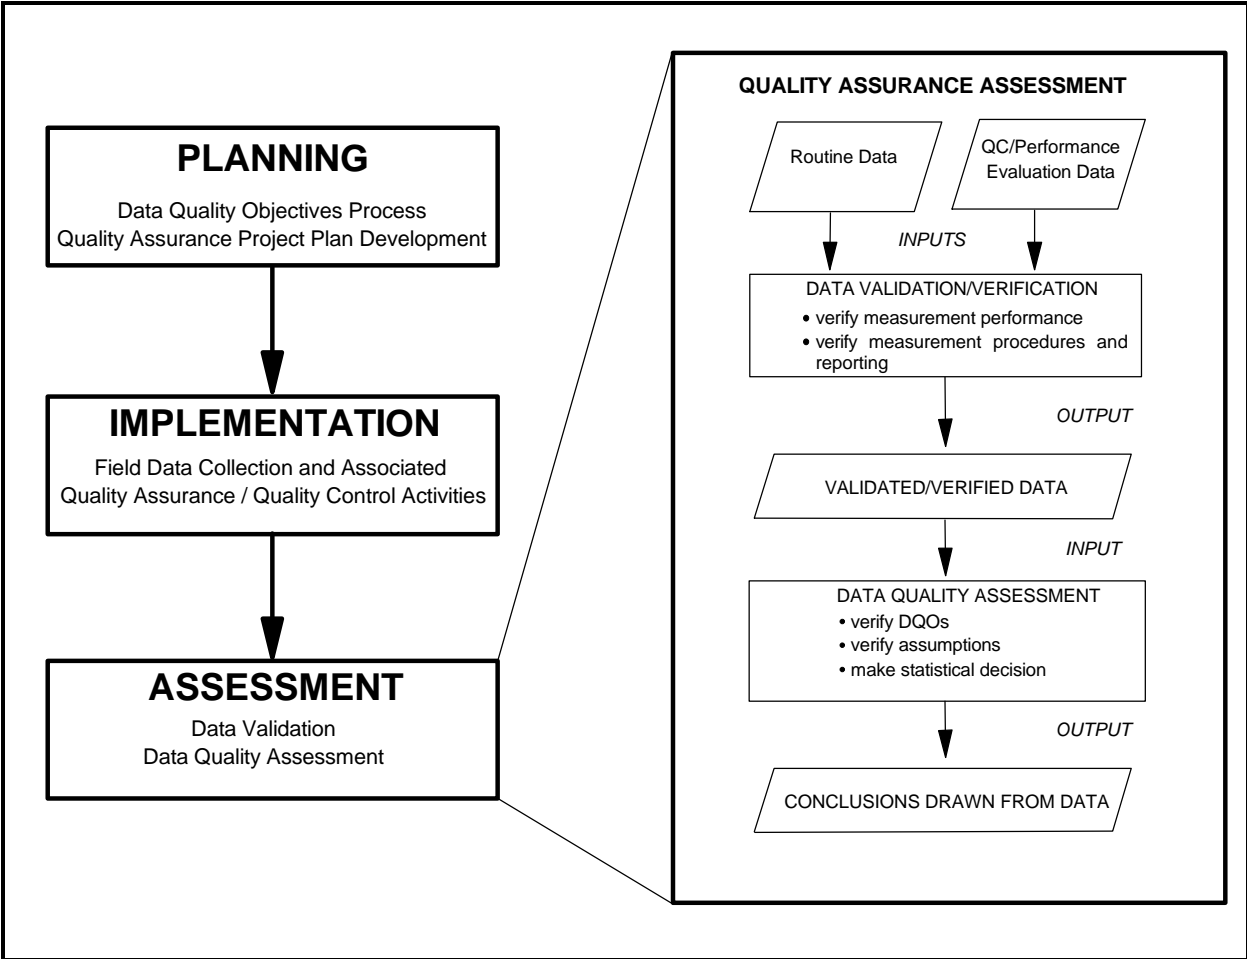 PLANNING
Data Quality Objectives Process
Quality Assurance Project Plan Development
IMPLEMENTATION
Field Data Collection and Associated
Quality Assurance / Quality Control Activities
ASSESSMENT
Data Validation
Data Quality Assessment
QUALITY ASSURANCE ASSESSMENT
Routine Data
QC/Performance
Evaluation Data
INPUTS
DATA VALIDATION/VERIFICATION
• verify measurement performance
• verify measurement procedures and
reporting
OUTPUT
VALIDATED/VERIFIED DATA
INPUT
DATA QUALITY ASSESSMENT
• verify DQOs
• verify assumptions
• make statistical decision
OUTPUT
CONCLUSIONS DRAWN FROM DATA